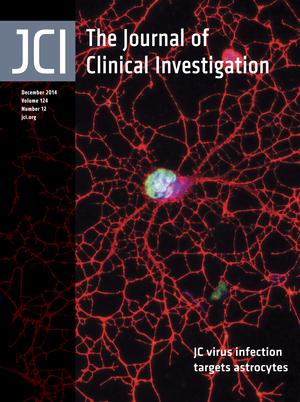 JCI
The Journal of
Clinical Investigation
December 2014
Volume 124
Number 12
jci.org
JC virus infection
targets astrocytes